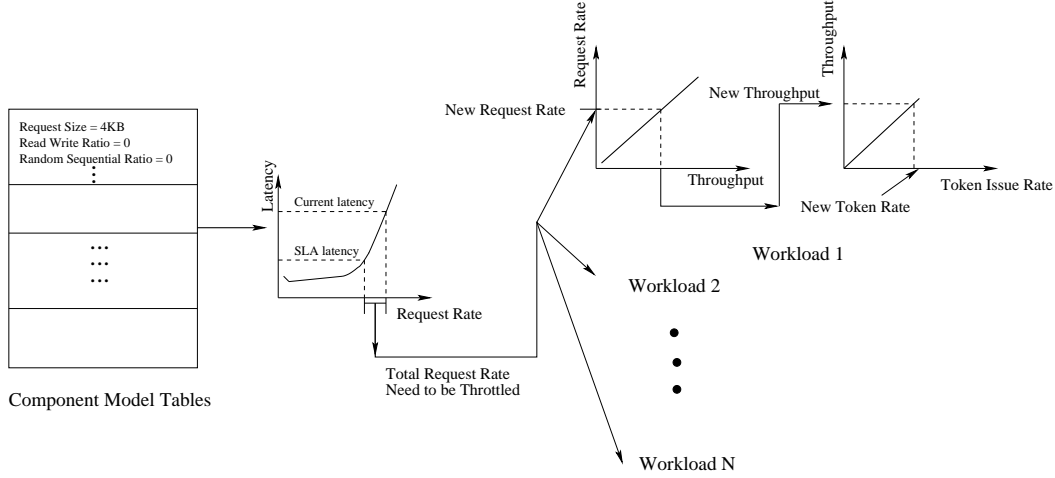 Request Size = 4KB
Read Write Ratio = 0
Random Sequential Ratio = 0
Component Model Tables
Latency
Current latency
SLA latency
Request Rate
Total Request Rate
Need to be Throttled
Request Rate
New Request Rate
Throughput
New Throughput
Throughput
Token Issue Rate
New Token Rate
Workload 1
Workload 2
Workload N